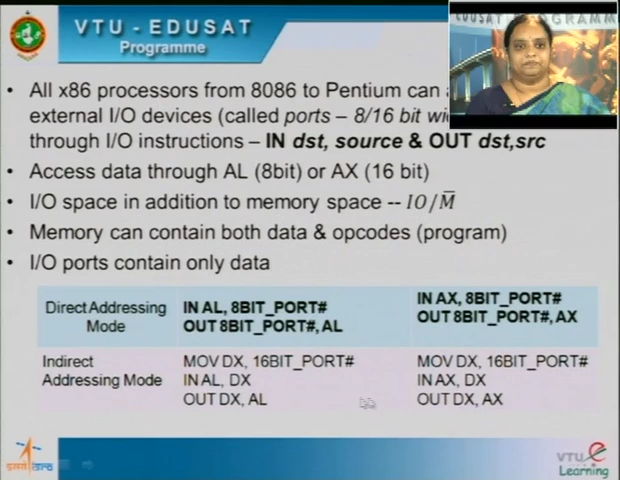 VTU - EDUSAT
Programme
EDUSAT PROGRAMME
• All x86 processors from 8086 to Pentium can
external I/O devices (called ports – 8/16 bit
through I/O instructions – IN dst, source & OUT dst,src
• Access data through AL (8bit) or AX (16 bit)
• I/O space in addition to memory space -- IO/M̅
• Memory can contain both data & opcodes (program)
• I/O ports contain only data
Direct Addressing
Mode
IN AL, 8BIT_PORT#
OUT 8BIT_PORT#, AL
IN AX, 8BIT_PORT#
OUT 8BIT_PORT#, AX
Indirect
Addressing Mode
MOV DX, 16BIT_PORT#
IN AL, DX
OUT DX, AL
MOV DX, 16BIT_PORT#
IN AX, DX
OUT DX, AX
VTU e
Learning